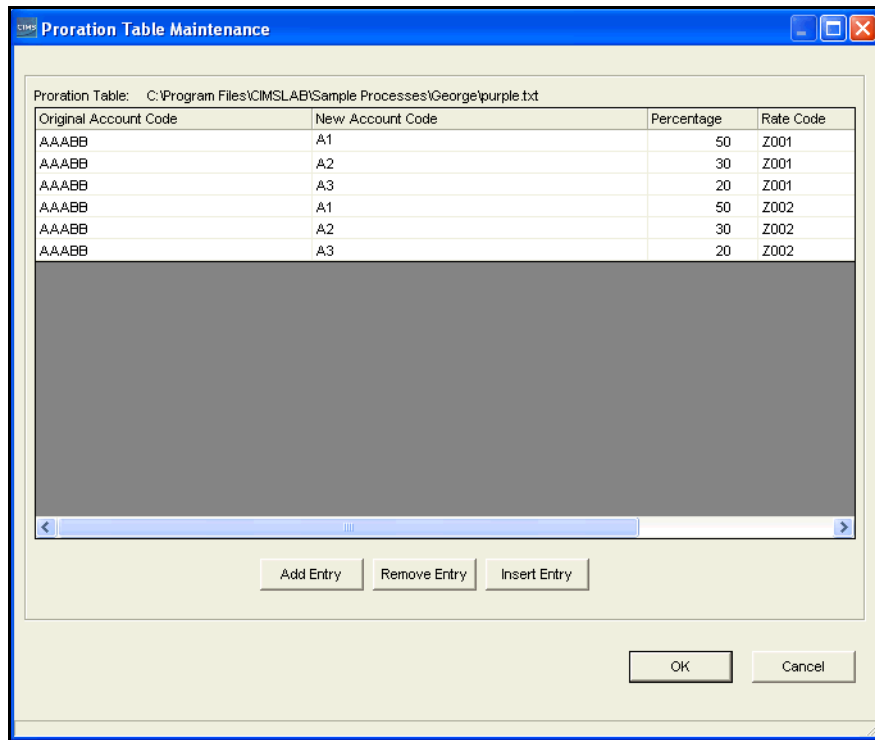 CIMS Proration Table Maintenance
Proration Table: C:\Program Files\CIMSLAB\Sample Processes\George\purple.txt
Original Account Code New Account Code Percentage Rate Code
AAABB A1 50 Z001
AAABB A2 30 Z001
AAABB A3 20 Z001
AAABB A1 50 Z002
AAABB A2 30 Z002
AAABB A3 20 Z002
Add Entry Remove Entry Insert Entry
OK Cancel